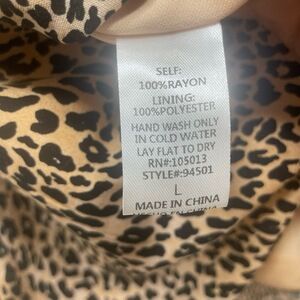 SELF:
100%RAYON
LINING:
100%POLYESTER
HAND WASH ONLY
IN COLD WATER
LAY FLAT TO DRY
RN#:105013
STYLE#:94501
L
MADE IN CHINA